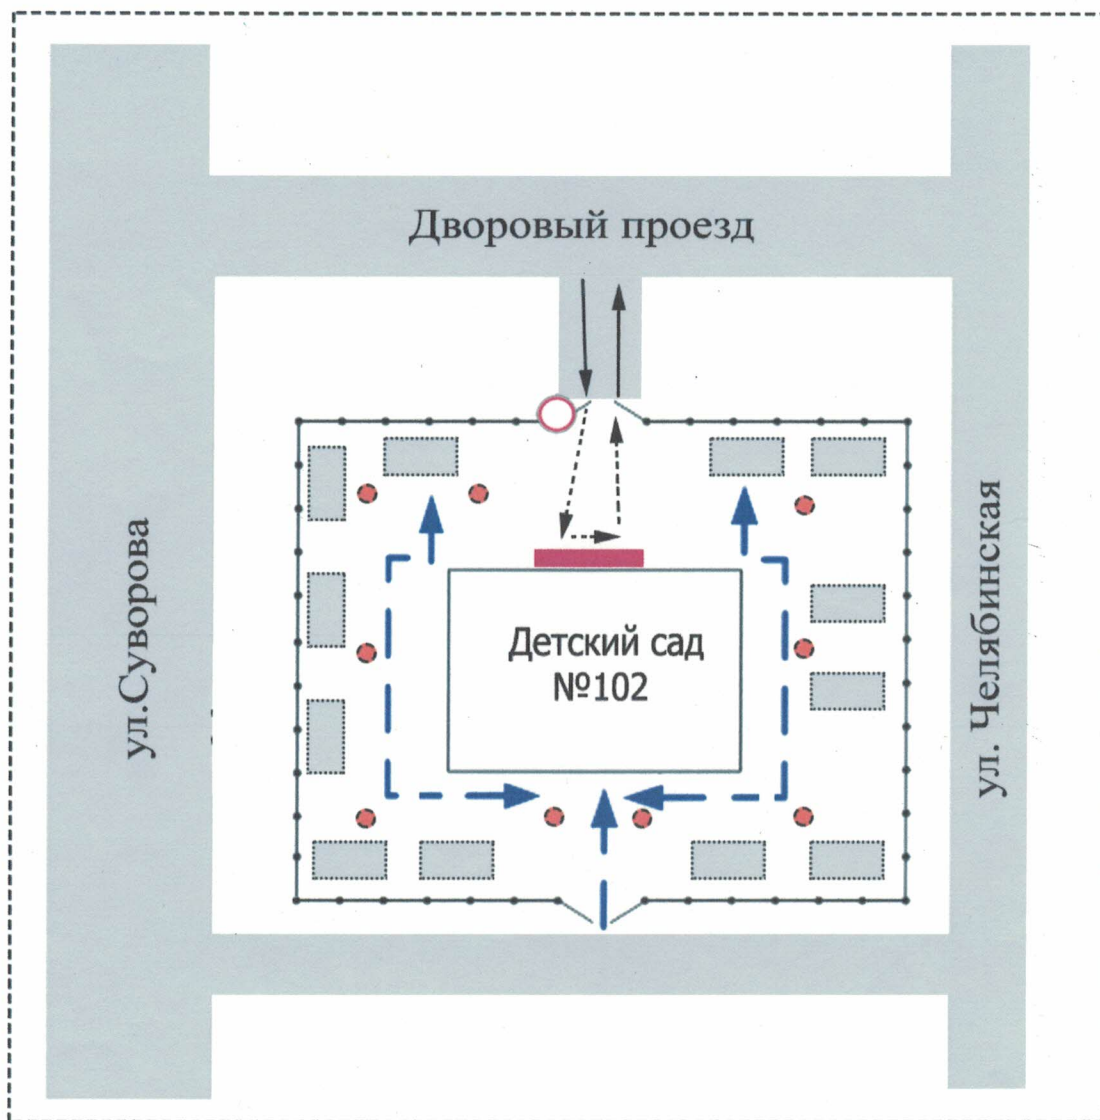 Дворовый проезд
ул.Суворова
ул. Челябинская
Детский сад
№102